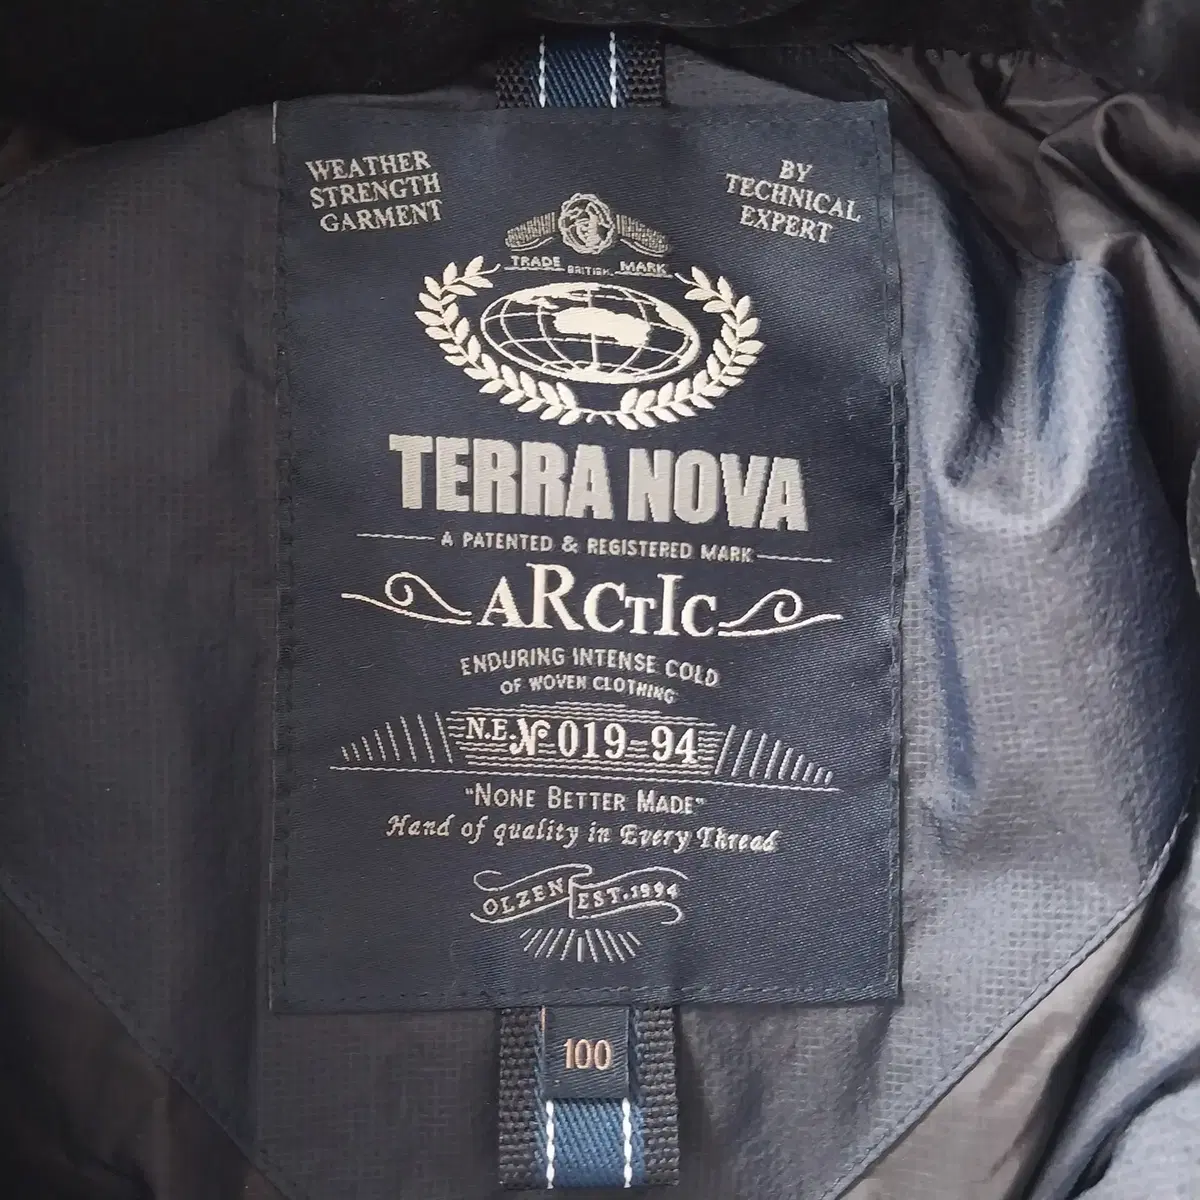 WEATHER
STRENGTH
GARMENT
BY
TECHNICAL
EXPERT
TRADE BRITISH MARK
TERRA NOVA
A PATENTED & REGISTERED MARK
ARCTIC
ENDURING INTENSE COLD
OF WOVEN CLOTHING
N.E.Nº 019-94
"NONE BETTER MADE"
Hand of quality in Every Thread
OLZEN EST.1994
100